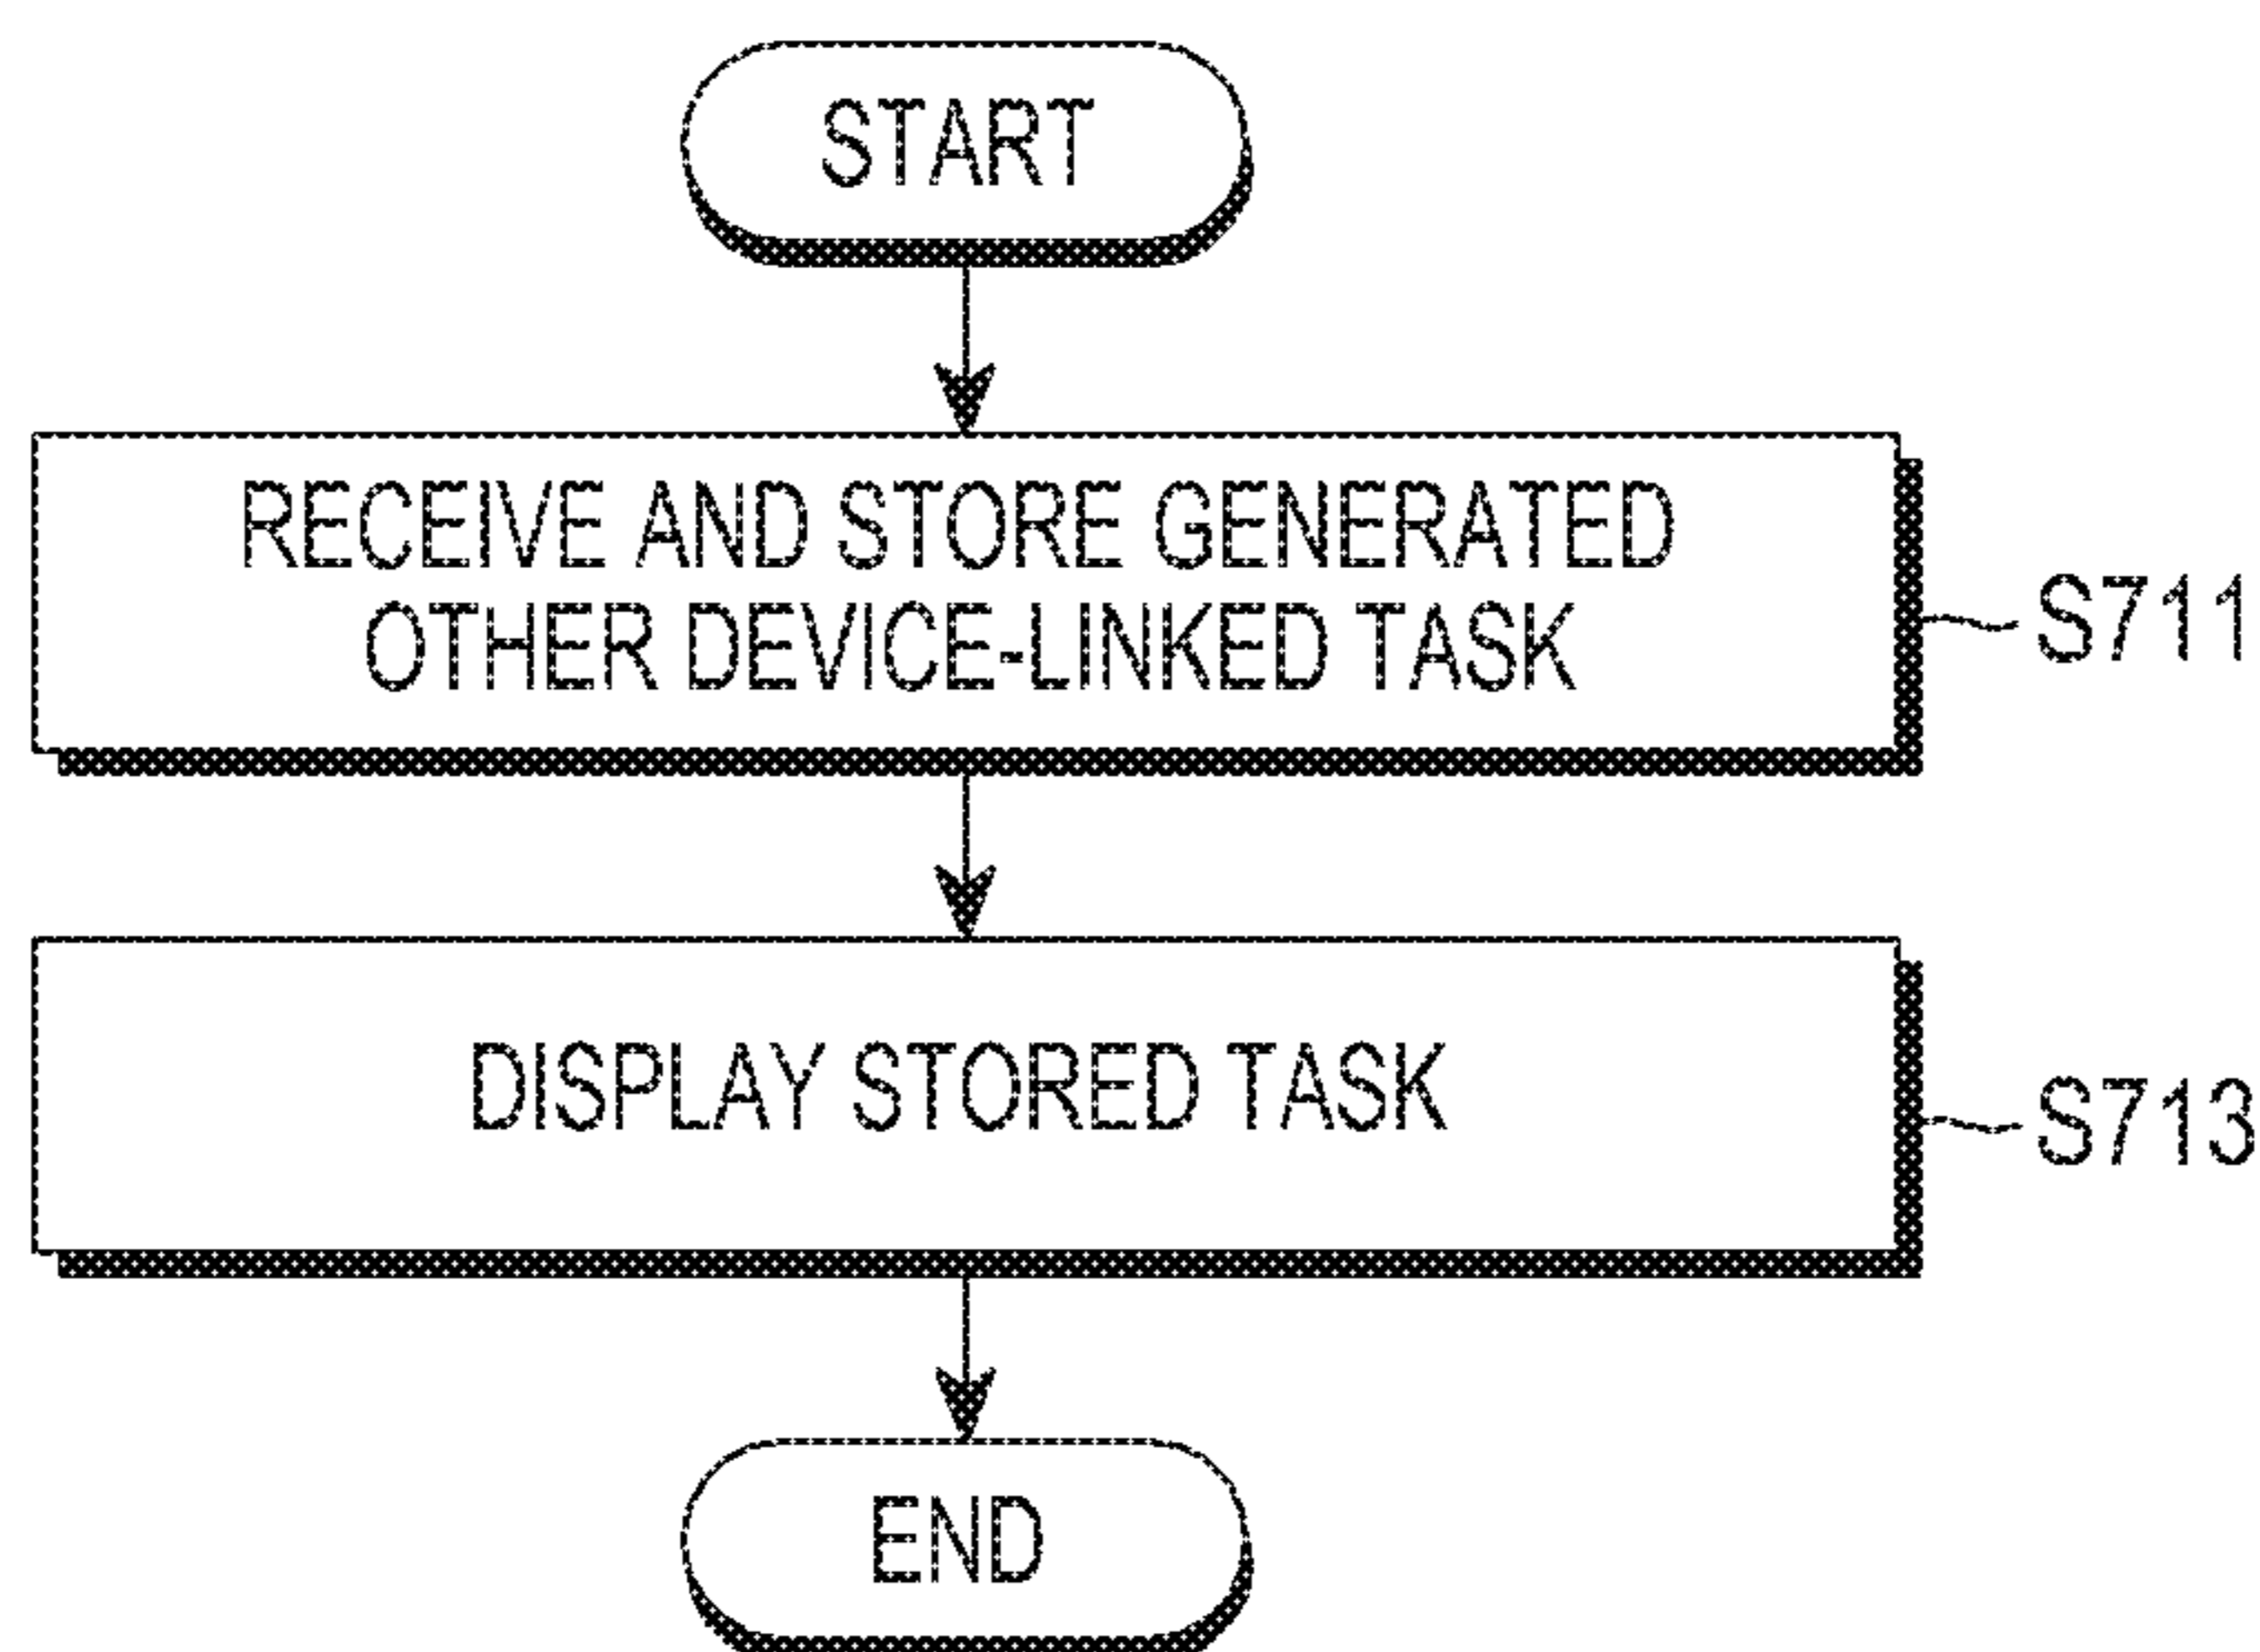 START
RECEIVE AND STORE GENERATED
OTHER DEVICE-LINKED TASK
S711
DISPLAY STORED TASK
S713
END